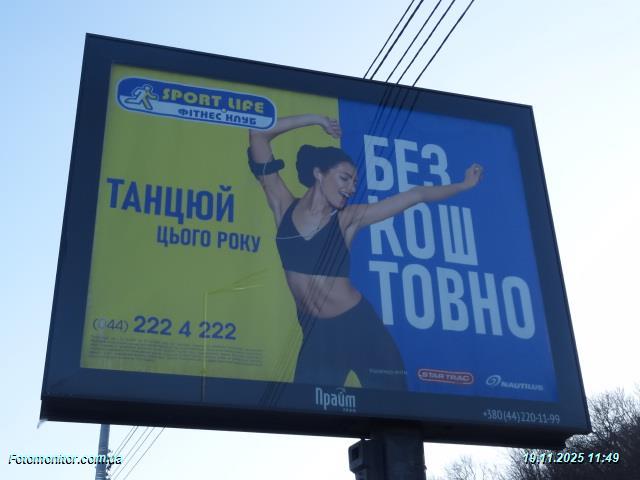 SPORT LIFE
ФІТНЕС КЛУБ
ТАНЦЮЙ
ЦЬОГО РОКУ
БЕЗ
КОШ
ТОВНО
(044) 222 4 222
STAR TRAC
NAUTILUS
Прайм
+380(44)220-11-99
Fotomonitor.com.ua
19.11.2025 11:49